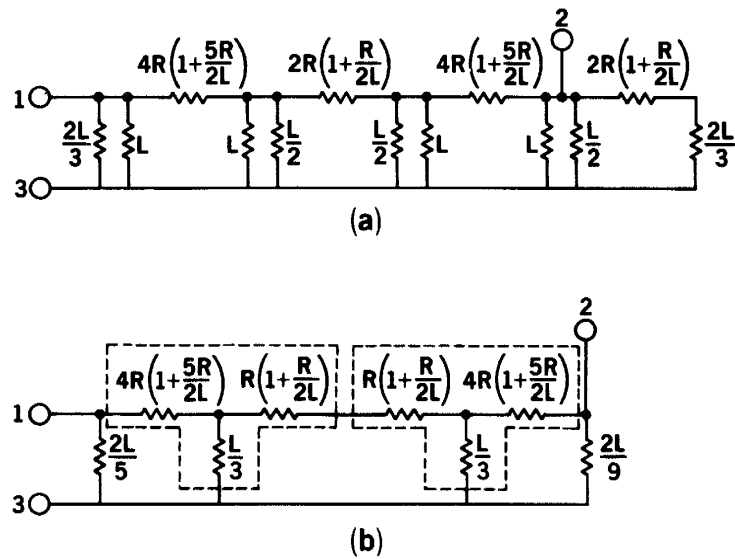 2
4R(1+5R/2L) 2R(1+R/2L) 4R(1+5R/2L) 2R(1+R/2L)
1
2L/3 L L L/2 L/2 L L L/2 2L/3
3
(a)
2
4R(1+5R/2L) R(1+R/2L) R(1+R/2L) 4R(1+5R/2L)
1
2L/5 L/3 L/3 2L/9
3
(b)